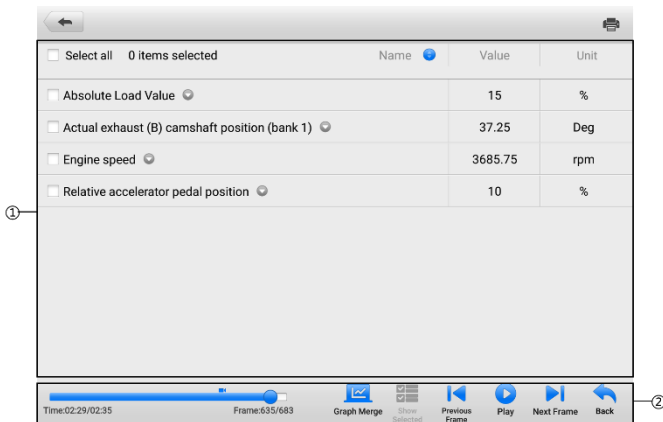 Select all 0 items selected Name Value Unit
Absolute Load Value 15 %
Actual exhaust (B) camshaft position (bank 1) 37.25 Deg
Engine speed 3685.75 rpm
Relative accelerator pedal position 10 %
①
Time:02:29/02:35 Frame:635/683 Graph Merge Show Selected Previous Frame Play Next Frame Back
②